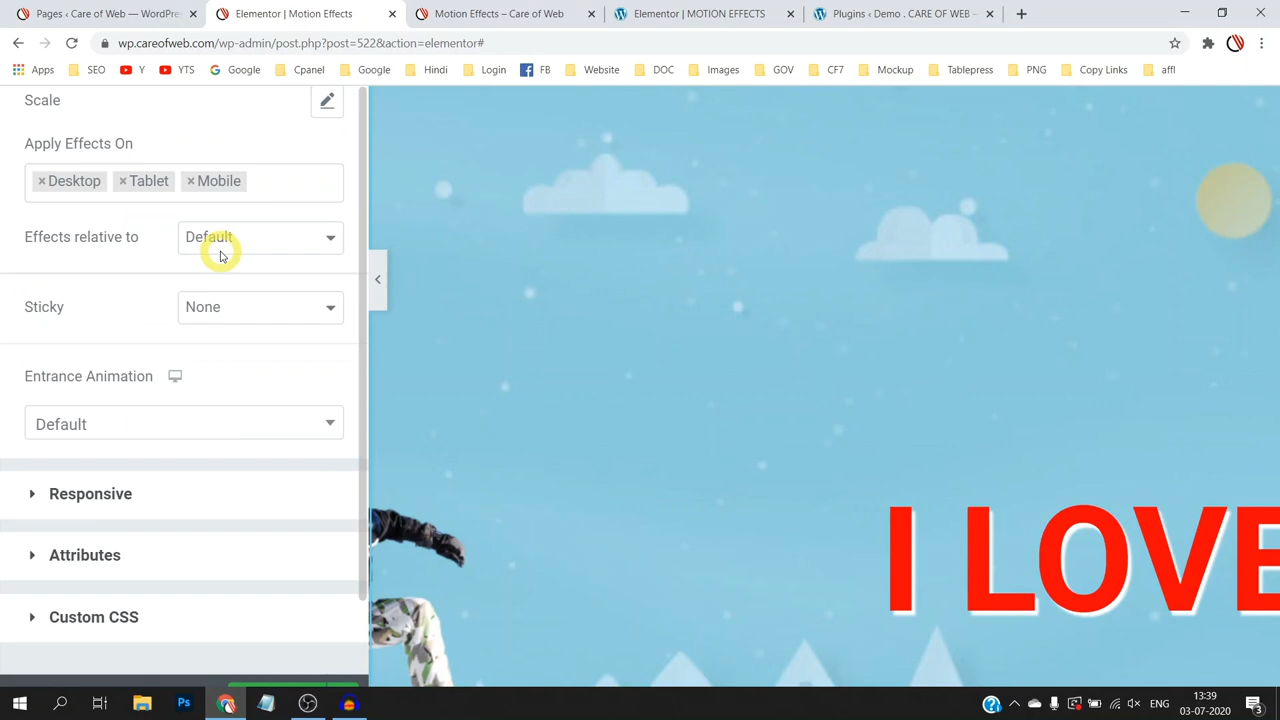 Pages ‹ Care of Web — WordPres
Elementor | Motion Effects
Motion Effects – Care of Web
Elementor | MOTION EFFECTS
Plugins ‹ Demo . CARE OF WEB —
wp.careofweb.com/wp-admin/post.php?post=522&action=elementor#
Apps SEO Y YTS Google Cpanel Google Hindi Login FB Website DOC Images GOV CF7 Mockup Tablepress PNG Copy Links affl
Scale
Apply Effects On
×Desktop ×Tablet ×Mobile
Effects relative to Default
Sticky None
Entrance Animation
Default
Responsive
Attributes
Custom CSS
I LOVE
ENG
13:39
03-07-2020
3